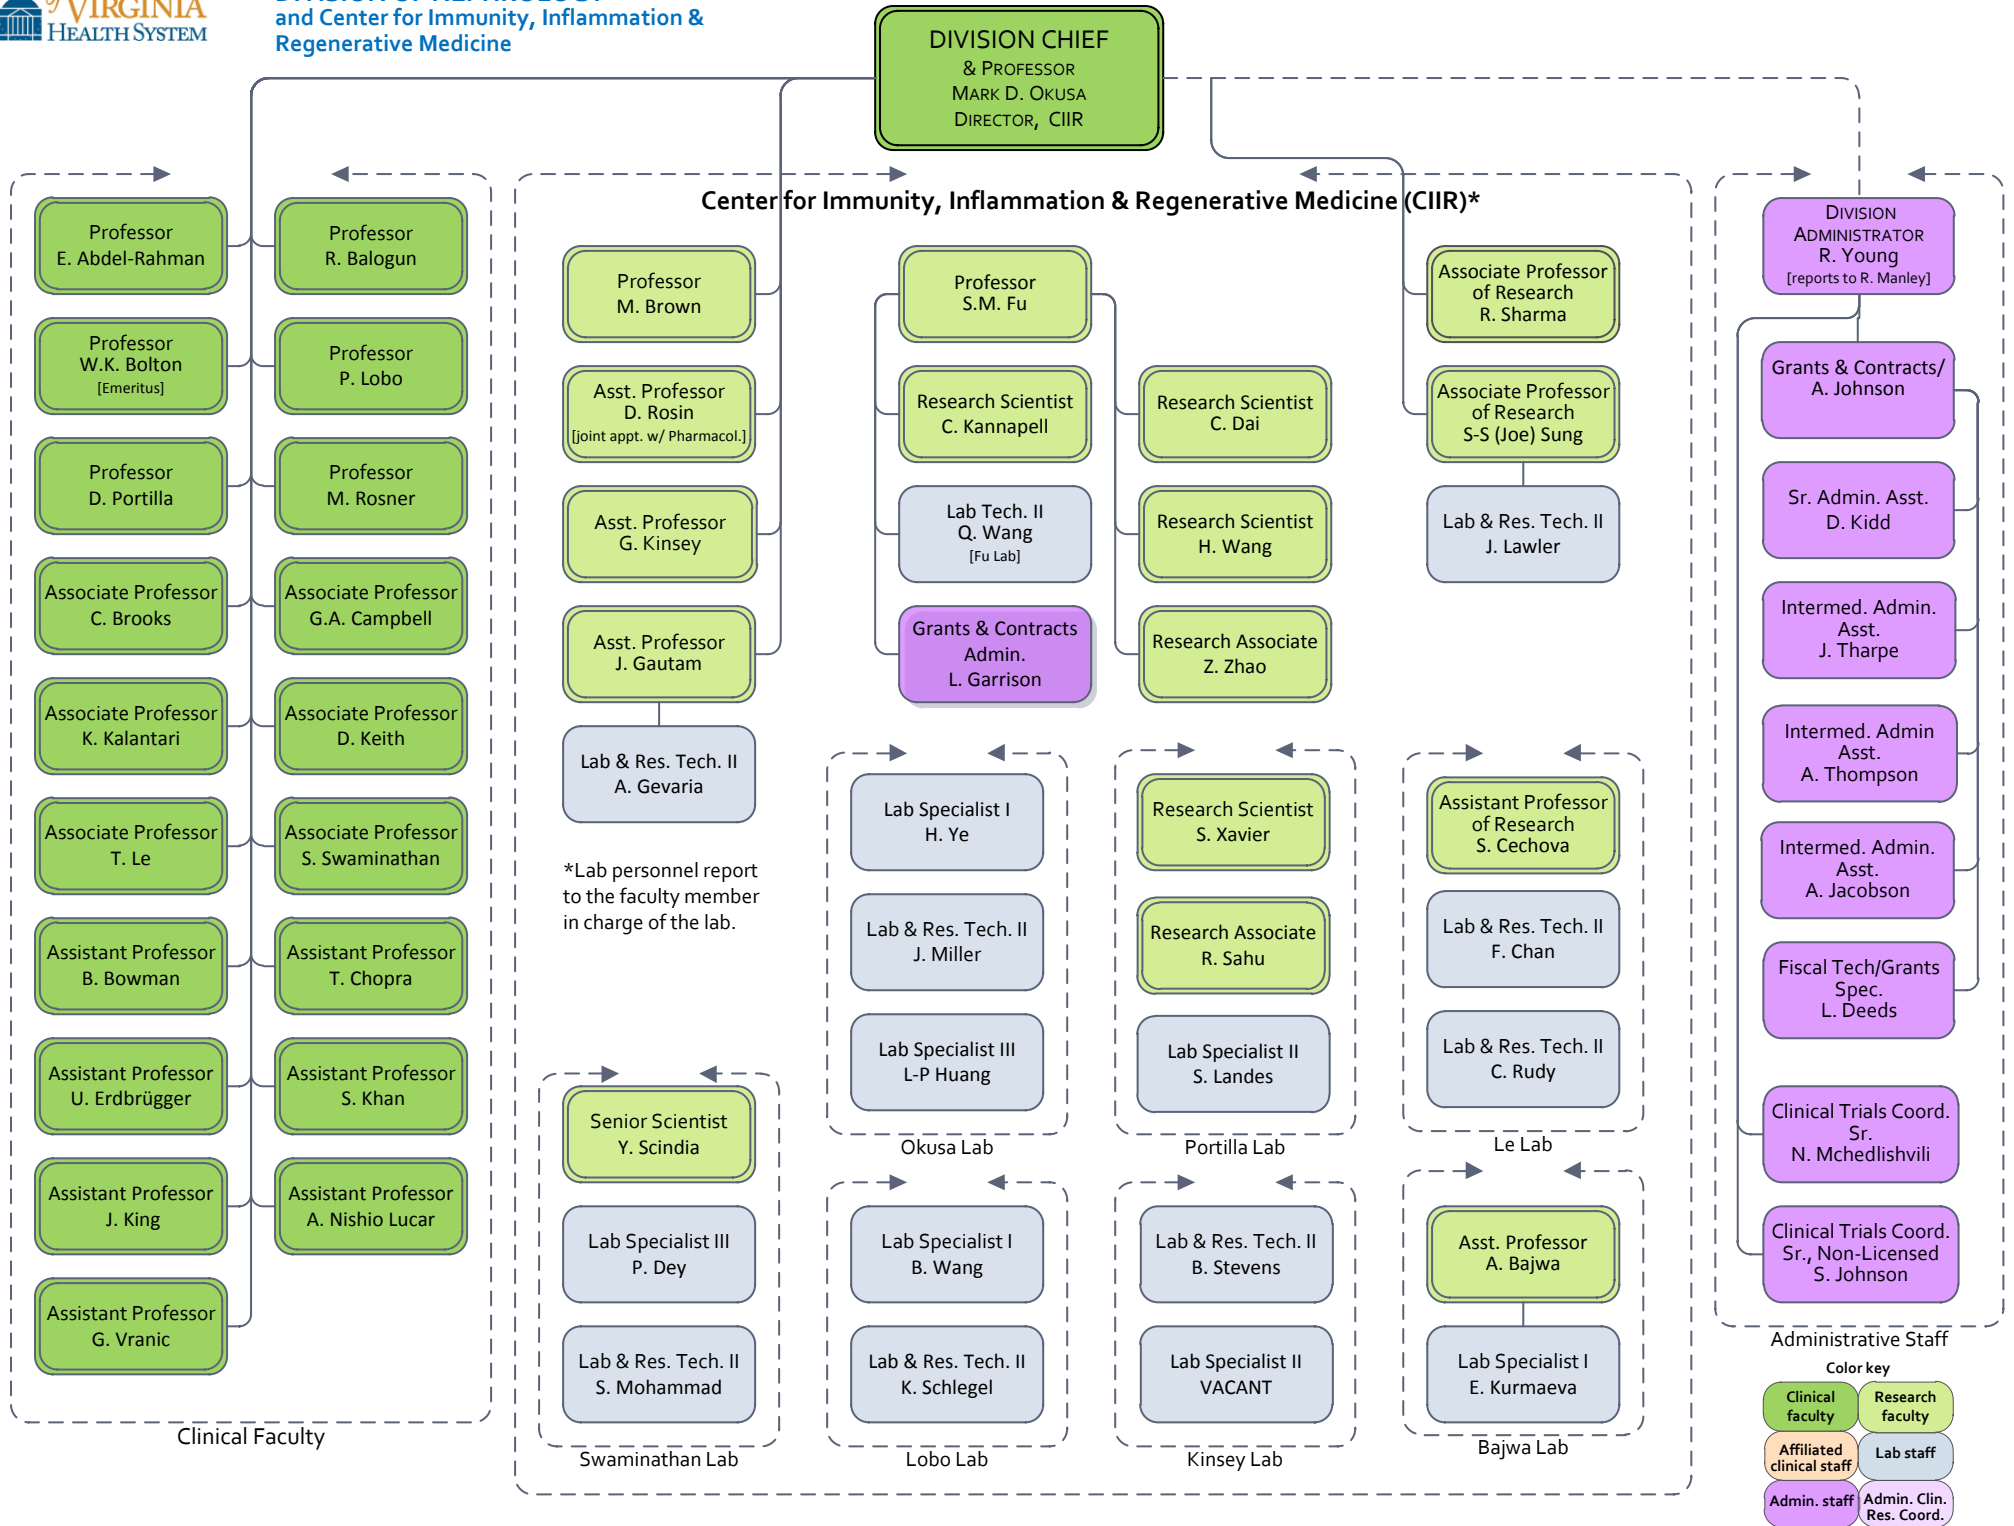 VIRGINIA
HEALTH SYSTEM
DIVISION OF NEPHROLOGY
and Center for Immunity, Inflammation &
Regenerative Medicine
DIVISION CHIEF
& PROFESSOR
MARK D. OKUSA
DIRECTOR, CIIR
Professor
E. Abdel-Rahman
Professor
R. Balogun
Professor
W.K. Bolton
[Emeritus]
Professor
P. Lobo
Professor
D. Portilla
Professor
M. Rosner
Associate Professor
C. Brooks
Associate Professor
G.A. Campbell
Associate Professor
K. Kalantari
Associate Professor
D. Keith
Associate Professor
T. Le
Associate Professor
S. Swaminathan
Assistant Professor
B. Bowman
Assistant Professor
T. Chopra
Assistant Professor
U. Erdbrügger
Assistant Professor
S. Khan
Assistant Professor
J. King
Assistant Professor
A. Nishio Lucar
Assistant Professor
G. Vranic
Clinical Faculty
Center for Immunity, Inflammation & Regenerative Medicine (CIIR)*
Professor
M. Brown
Asst. Professor
D. Rosin
[joint appt. w/ Pharmacol.]
Asst. Professor
G. Kinsey
Asst. Professor
J. Gautam
Lab & Res. Tech. II
A. Gevaria
*Lab personnel report
to the faculty member
in charge of the lab.
Professor
S.M. Fu
Research Scientist
C. Kannapell
Research Scientist
C. Dai
Lab Tech. II
Q. Wang
[Fu Lab]
Research Scientist
H. Wang
Grants & Contracts
Admin.
L. Garrison
Research Associate
Z. Zhao
Associate Professor
of Research
R. Sharma
Associate Professor
of Research
S-S (Joe) Sung
Lab & Res. Tech. II
J. Lawler
Lab Specialist I
H. Ye
Lab & Res. Tech. II
J. Miller
Lab Specialist III
L-P Huang
Okusa Lab
Research Scientist
S. Xavier
Research Associate
R. Sahu
Lab Specialist II
S. Landes
Portilla Lab
Assistant Professor
of Research
S. Cechova
Lab & Res. Tech. II
F. Chan
Lab & Res. Tech. II
C. Rudy
Le Lab
Senior Scientist
Y. Scindia
Lab Specialist III
P. Dey
Lab & Res. Tech. II
S. Mohammad
Swaminathan Lab
Lab Specialist I
B. Wang
Lab & Res. Tech. II
K. Schlegel
Lobo Lab
Lab & Res. Tech. II
B. Stevens
Lab Specialist II
VACANT
Kinsey Lab
Asst. Professor
A. Bajwa
Lab Specialist I
E. Kurmaeva
Bajwa Lab
DIVISION
ADMINISTRATOR
R. Young
[reports to R. Manley]
Grants & Contracts/
A. Johnson
Sr. Admin. Asst.
D. Kidd
Intermed. Admin.
Asst.
J. Tharpe
Intermed. Admin
Asst.
A. Thompson
Intermed. Admin.
Asst.
A. Jacobson
Fiscal Tech/Grants
Spec.
L. Deeds
Clinical Trials Coord.
Sr.
N. Mchedlishvili
Clinical Trials Coord.
Sr., Non-Licensed
S. Johnson
Administrative Staff
Color key
Clinical
faculty
Research
faculty
Affiliated
clinical staff
Lab staff
Admin. staff
Admin. Clin.
Res. Coord.